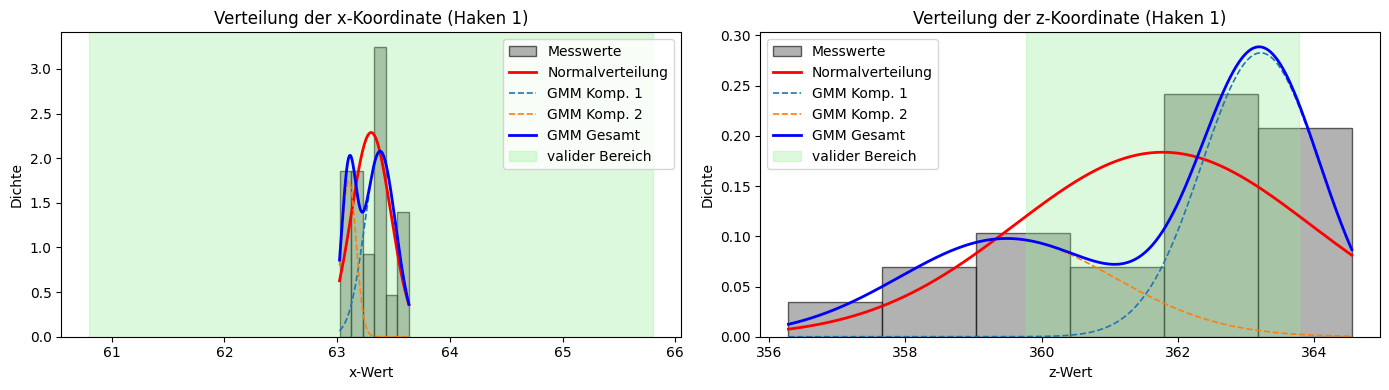 Verteilung der x-Koordinate (Haken 1)
Dichte
3.0
2.5
2.0
1.5
1.0
0.5
0.0
61
62
63
64
65
66
x-Wert
Messwerte
Normalverteilung
GMM Komp. 1
GMM Komp. 2
GMM Gesamt
valider Bereich
Verteilung der z-Koordinate (Haken 1)
Dichte
0.30
0.25
0.20
0.15
0.10
0.05
0.00
356
358
360
362
364
z-Wert
Messwerte
Normalverteilung
GMM Komp. 1
GMM Komp. 2
GMM Gesamt
valider Bereich